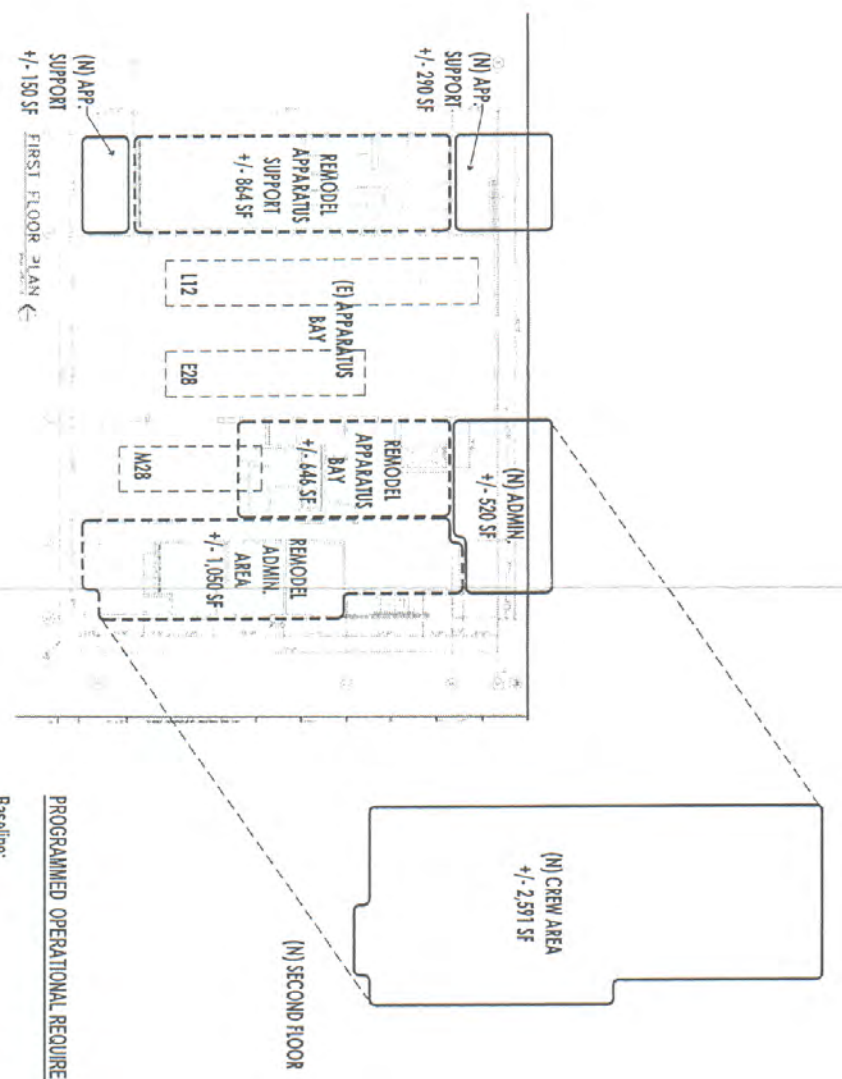 (N) APP.
SUPPORT
+/- 290 SF
(N) APP.
SUPPORT
+/- 150 SF
FIRST FLOOR PLAN
REMODEL
APPARATUS
SUPPORT
+/- 864 SF
L12
(E) APPARATUS
BAY
E28
M28
REMODEL
APPARATUS
BAY
+/- 646 SF
(N) ADMIN.
+/- 520 SF
REMODEL
ADMIN.
AREA
+/- 1,050 SF
(N) CREW AREA
+/- 2,591 SF
(N) SECOND FLOOR
PROGRAMMED OPERATIONAL REQUIRE
Baseline: